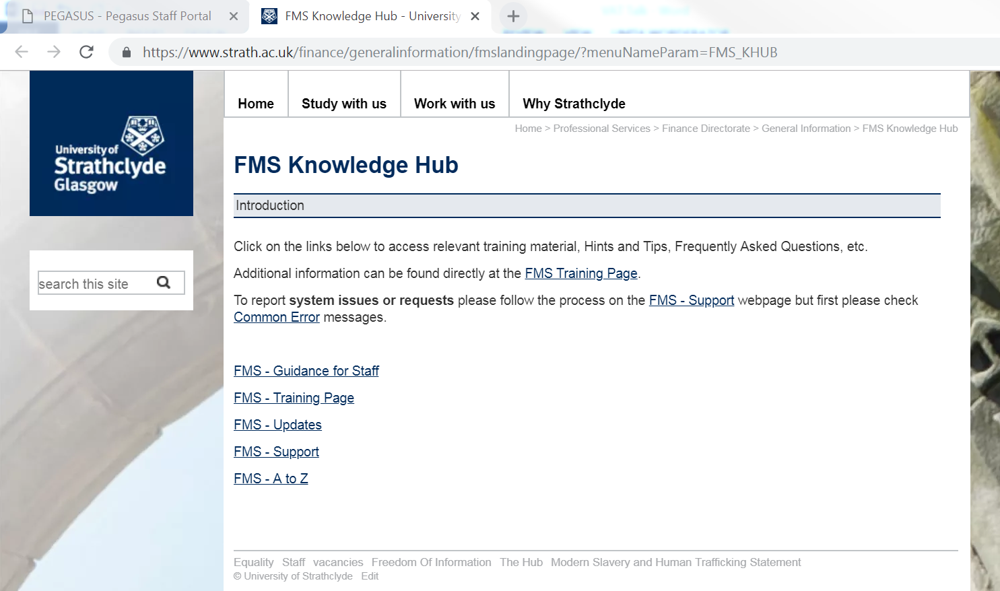 PEGASUS - Pegasus Staff Portal
FMS Knowledge Hub - University
https://www.strath.ac.uk/finance/generalinformation/fmslandingpage/?menuNameParam=FMS_KHUB
University of
Strathclyde
Glasgow
search this site
Home Study with us Work with us Why Strathclyde
Home > Professional Services > Finance Directorate > General Information > FMS Knowledge Hub
FMS Knowledge Hub
Introduction
Click on the links below to access relevant training material, Hints and Tips, Frequently Asked Questions, etc.
Additional information can be found directly at the FMS Training Page.
To report system issues or requests please follow the process on the FMS - Support webpage but first please check
Common Error messages.
FMS - Guidance for Staff
FMS - Training Page
FMS - Updates
FMS - Support
FMS - A to Z
Equality Staff vacancies Freedom Of Information The Hub Modern Slavery and Human Trafficking Statement
© University of Strathclyde Edit